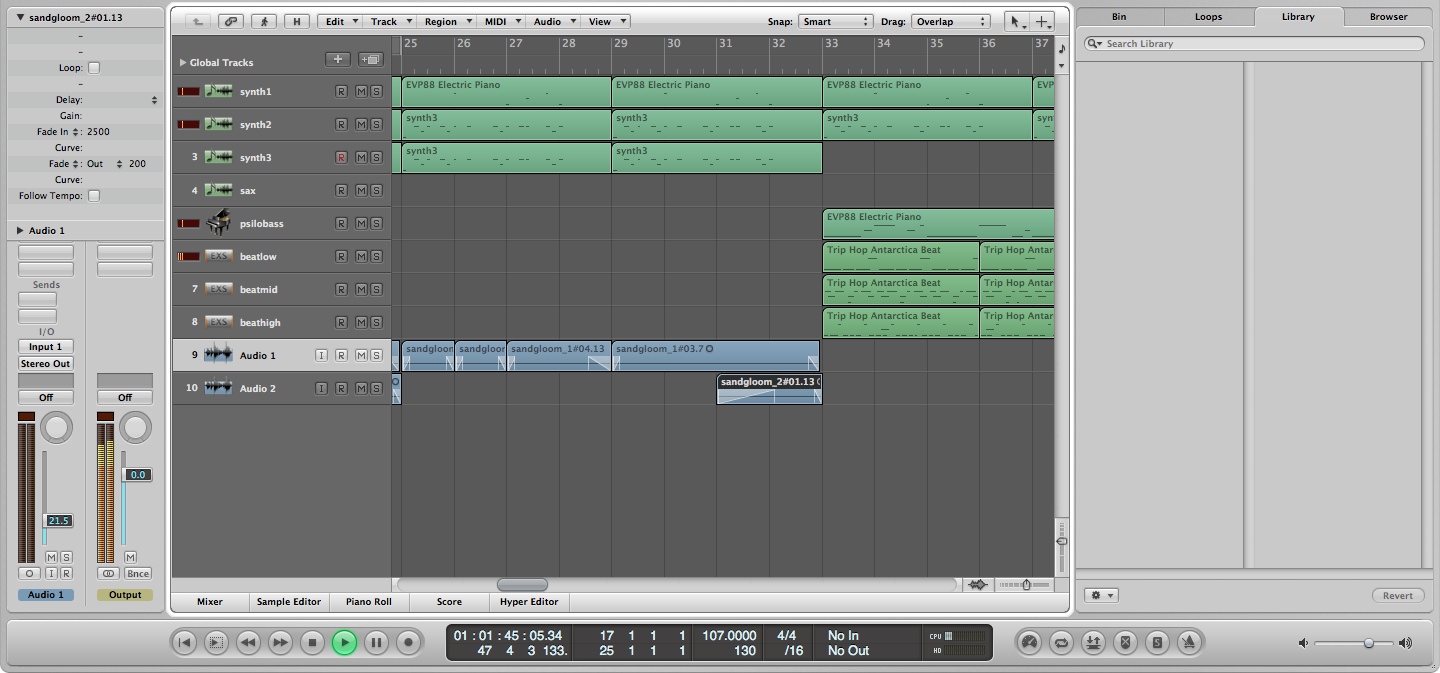 sandgloom_2#01.13
–
–
Loop:
–
Delay:
Gain:
Fade In : 2500
Curve:
Fade : Out 200
Curve:
Follow Tempo:
Audio 1
Sends
I/O
Input 1
Stereo Out
Off Off
0.0
21.5
M S M
O I R Bnce
Audio 1 Output
H Edit Track Region MIDI Audio View Snap: Smart Drag: Overlap
25 26 27 28 29 30 31 32 33 34 35 36 37
Global Tracks
synth1 R M S EVP88 Electric Piano EVP88 Electric Piano EVP88 Electric Piano EVP
synth2 R M S synth3 synth3 synth3 syn
3 synth3 R M S synth3 synth3
4 sax R M S
psilobass R M S EVP88 Electric Piano
EXS beatlow R M S Trip Hop Antarctica Beat Trip Hop Antar
7 EXS beatmid R M S Trip Hop Antarctica Beat Trip Hop Antar
8 EXS beathigh R M S Trip Hop Antarctica Beat Trip Hop Antar
9 Audio 1 I R M S sandgloom sandgloor sandgloom_1#04.13 sandgloom_1#03.7
10 Audio 2 I R M S sandgloom_2#01.13
Mixer Sample Editor Piano Roll Score Hyper Editor
Bin Loops Library Browser
Search Library
Revert
01 : 01 : 45 : 05.34 17 1 1 1 107.0000 4/4 No In CPU
47 4 3 133. 25 1 1 1 130 /16 No Out HD
S